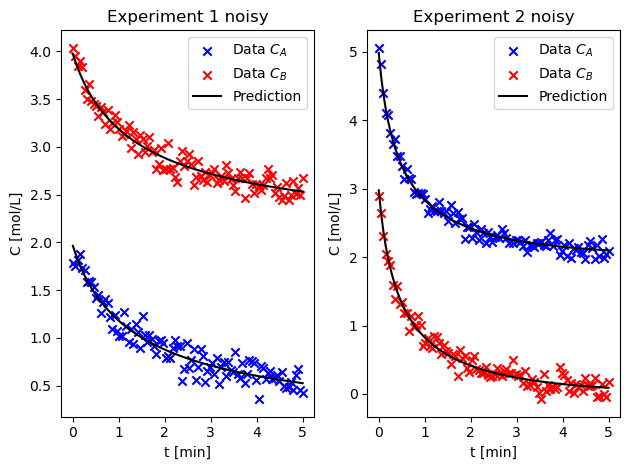 Experiment 1 noisy
Data C_A
Data C_B
Prediction
C [mol/L]
4.0
3.5
3.0
2.5
2.0
1.5
1.0
0.5
0 1 2 3 4 5
t [min]
Experiment 2 noisy
Data C_A
Data C_B
Prediction
C [mol/L]
5
4
3
2
1
0
0 1 2 3 4 5
t [min]